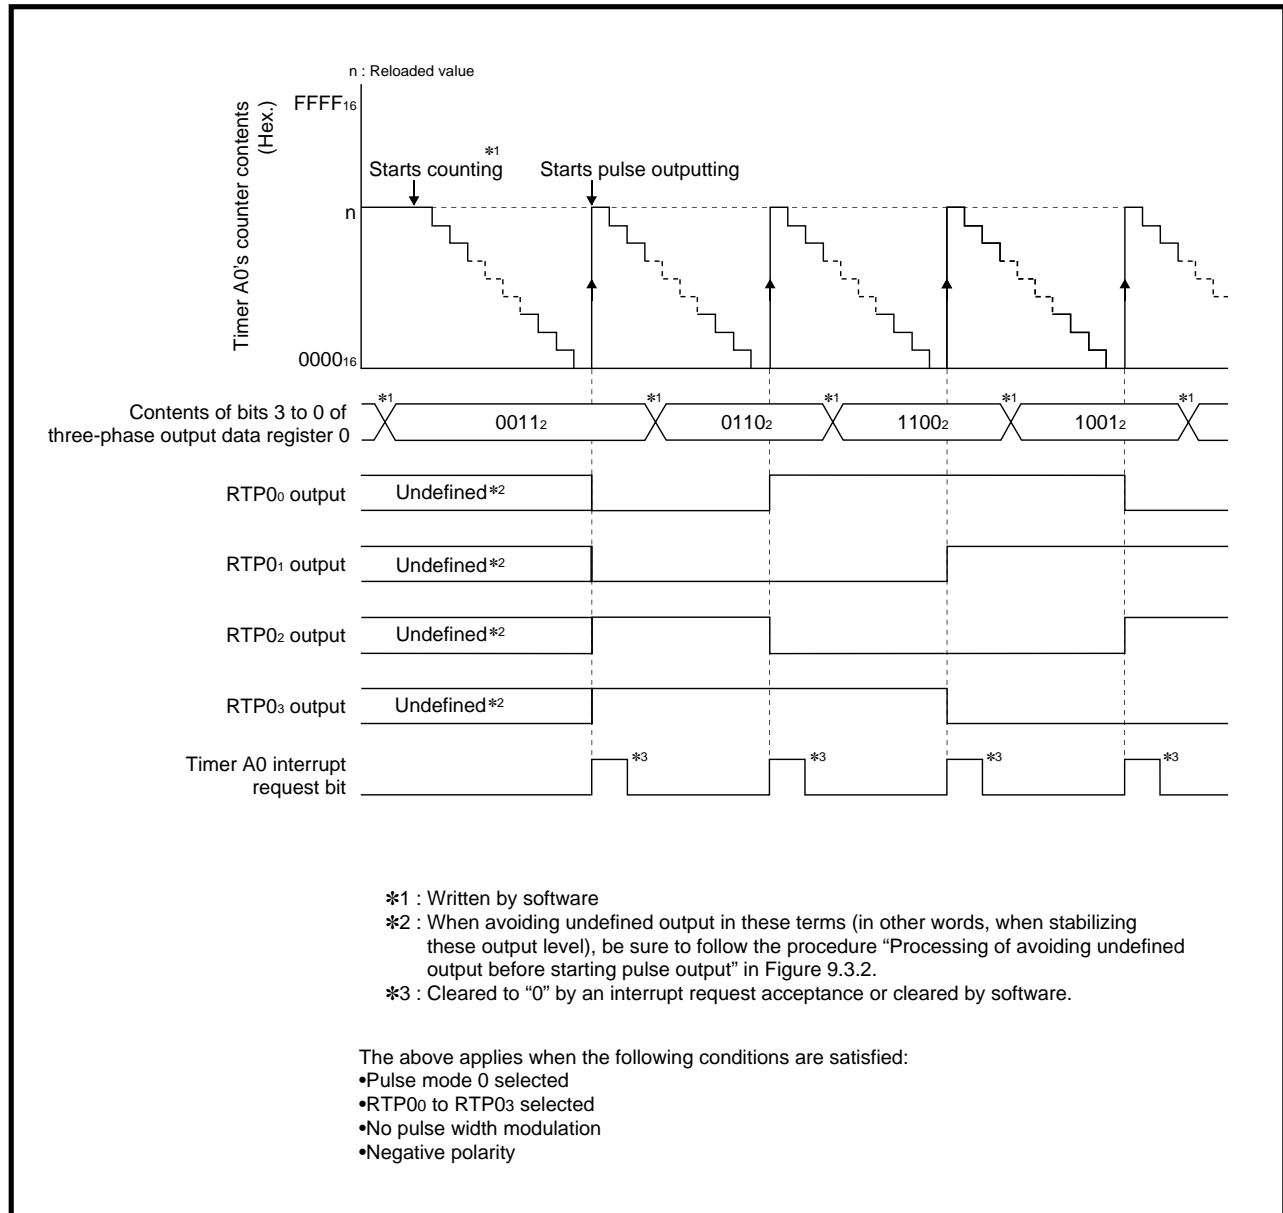 n : Reloaded value
Timer A0's counter contents
(Hex.)
FFFF16
✽1
Starts counting
Starts pulse outputting
n
000016
Contents of bits 3 to 0 of
three-phase output data register 0
✽1
00112
✽1
01102
✽1
11002
✽1
10012
✽1
RTP00 output
Undefined✽2
RTP01 output
Undefined✽2
RTP02 output
Undefined✽2
RTP03 output
Undefined✽2
Timer A0 interrupt
request bit
✽3
✽3
✽3
✽3
✽1 : Written by software
✽2 : When avoiding undefined output in these terms (in other words, when stabilizing
these output level), be sure to follow the procedure “Processing of avoiding undefined
output before starting pulse output” in Figure 9.3.2.
✽3 : Cleared to “0” by an interrupt request acceptance or cleared by software.
The above applies when the following conditions are satisfied:
•Pulse mode 0 selected
•RTP00 to RTP03 selected
•No pulse width modulation
•Negative polarity